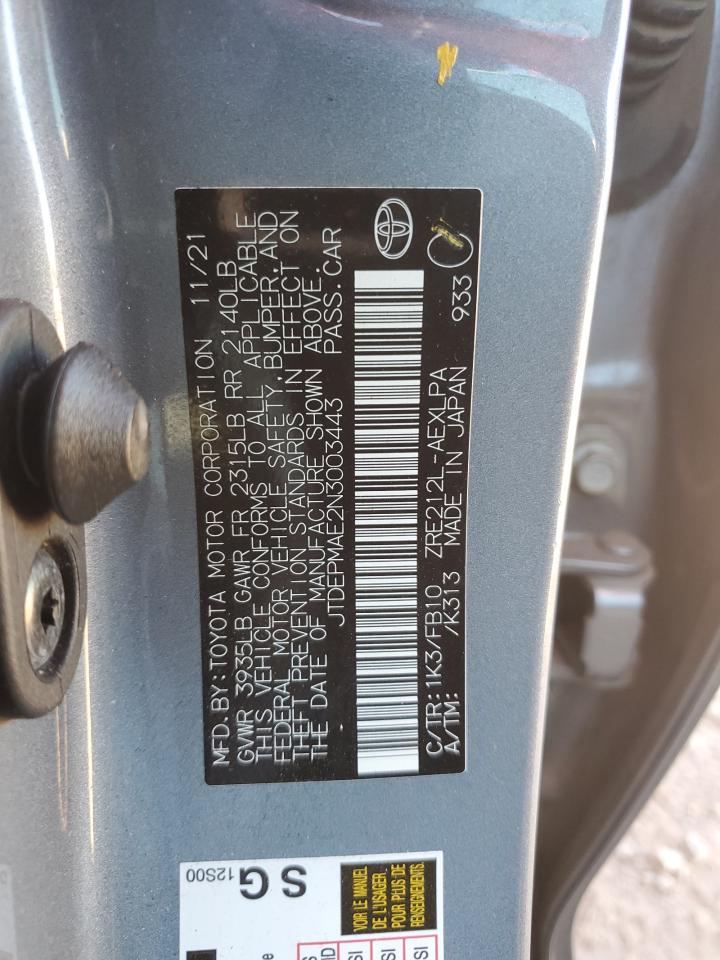 MFD. BY: TOYOTA MOTOR CORPORATION 11/21
GVWR 3935LB GAWR FR 2315LB RR 2140LB
THIS VEHICLE CONFORMS TO ALL APPLICABLE
FEDERAL MOTOR VEHICLE SAFETY, BUMPER, AND
THEFT PREVENTION STANDARDS IN EFFECT ON
THE DATE OF MANUFACTURE SHOWN ABOVE.
JTDEPMAE2N3003443 PASS. CAR
C/TR: 1K3/FB10 ZRE212L-AEXLPA
A/TM: /K313 MADE IN JAPAN 933
S G
12S00
VOIR LE MANUEL
DE L'USAGER
POUR PLUS DE
RENSEIGNEMENTS
SI
SI
SI